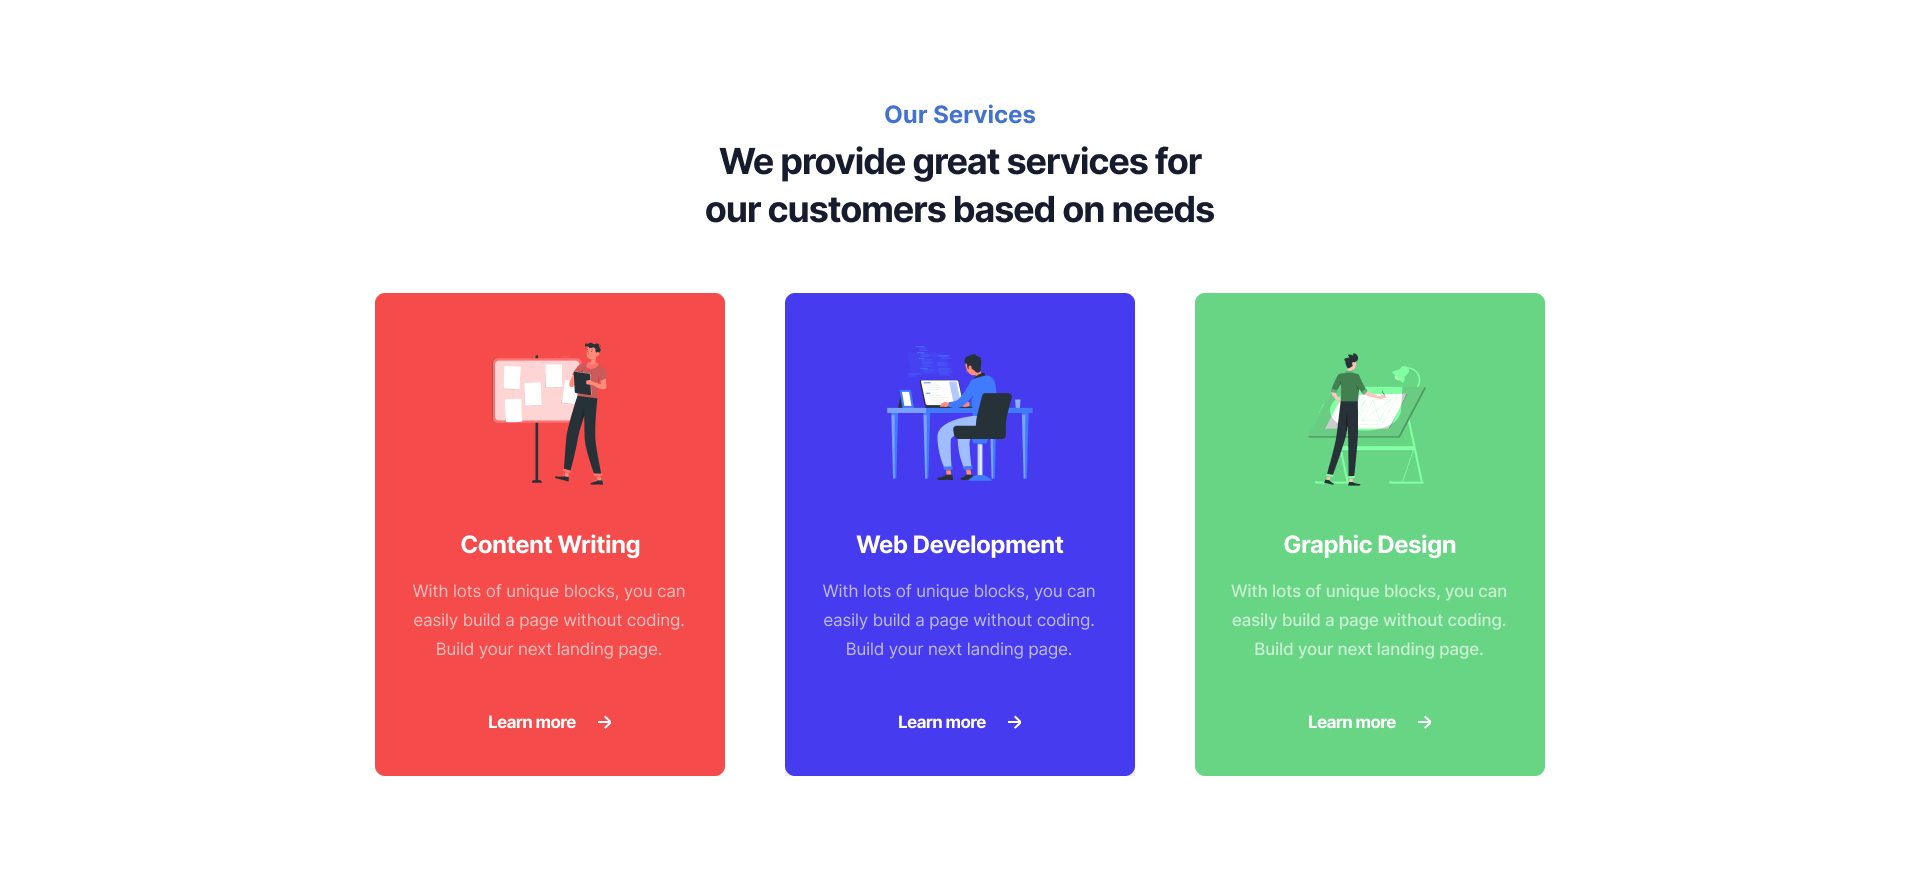 Our Services
We provide great services for
our customers based on needs
Content Writing
With lots of unique blocks, you can
easily build a page without coding.
Build your next landing page.
Learn more
Web Development
With lots of unique blocks, you can
easily build a page without coding.
Build your next landing page.
Learn more
Graphic Design
With lots of unique blocks, you can
easily build a page without coding.
Build your next landing page.
Learn more